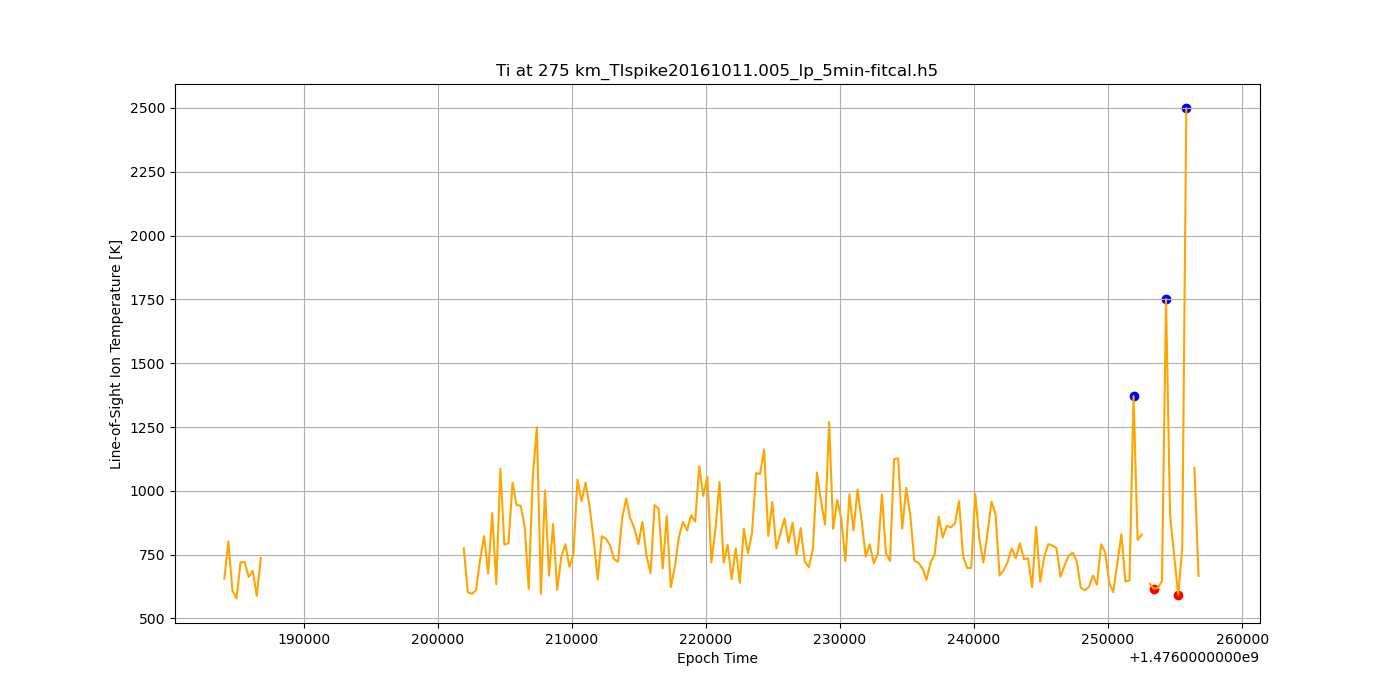 Ti at 275 km_TIspike20161011.005_lp_5min-fitcal.h5
Line-of-Sight Ion Temperature [K]
2500
2250
2000
1750
1500
1250
1000
750
500
190000 200000 210000 220000 230000 240000 250000 260000
Epoch Time
+1.4760000000e9